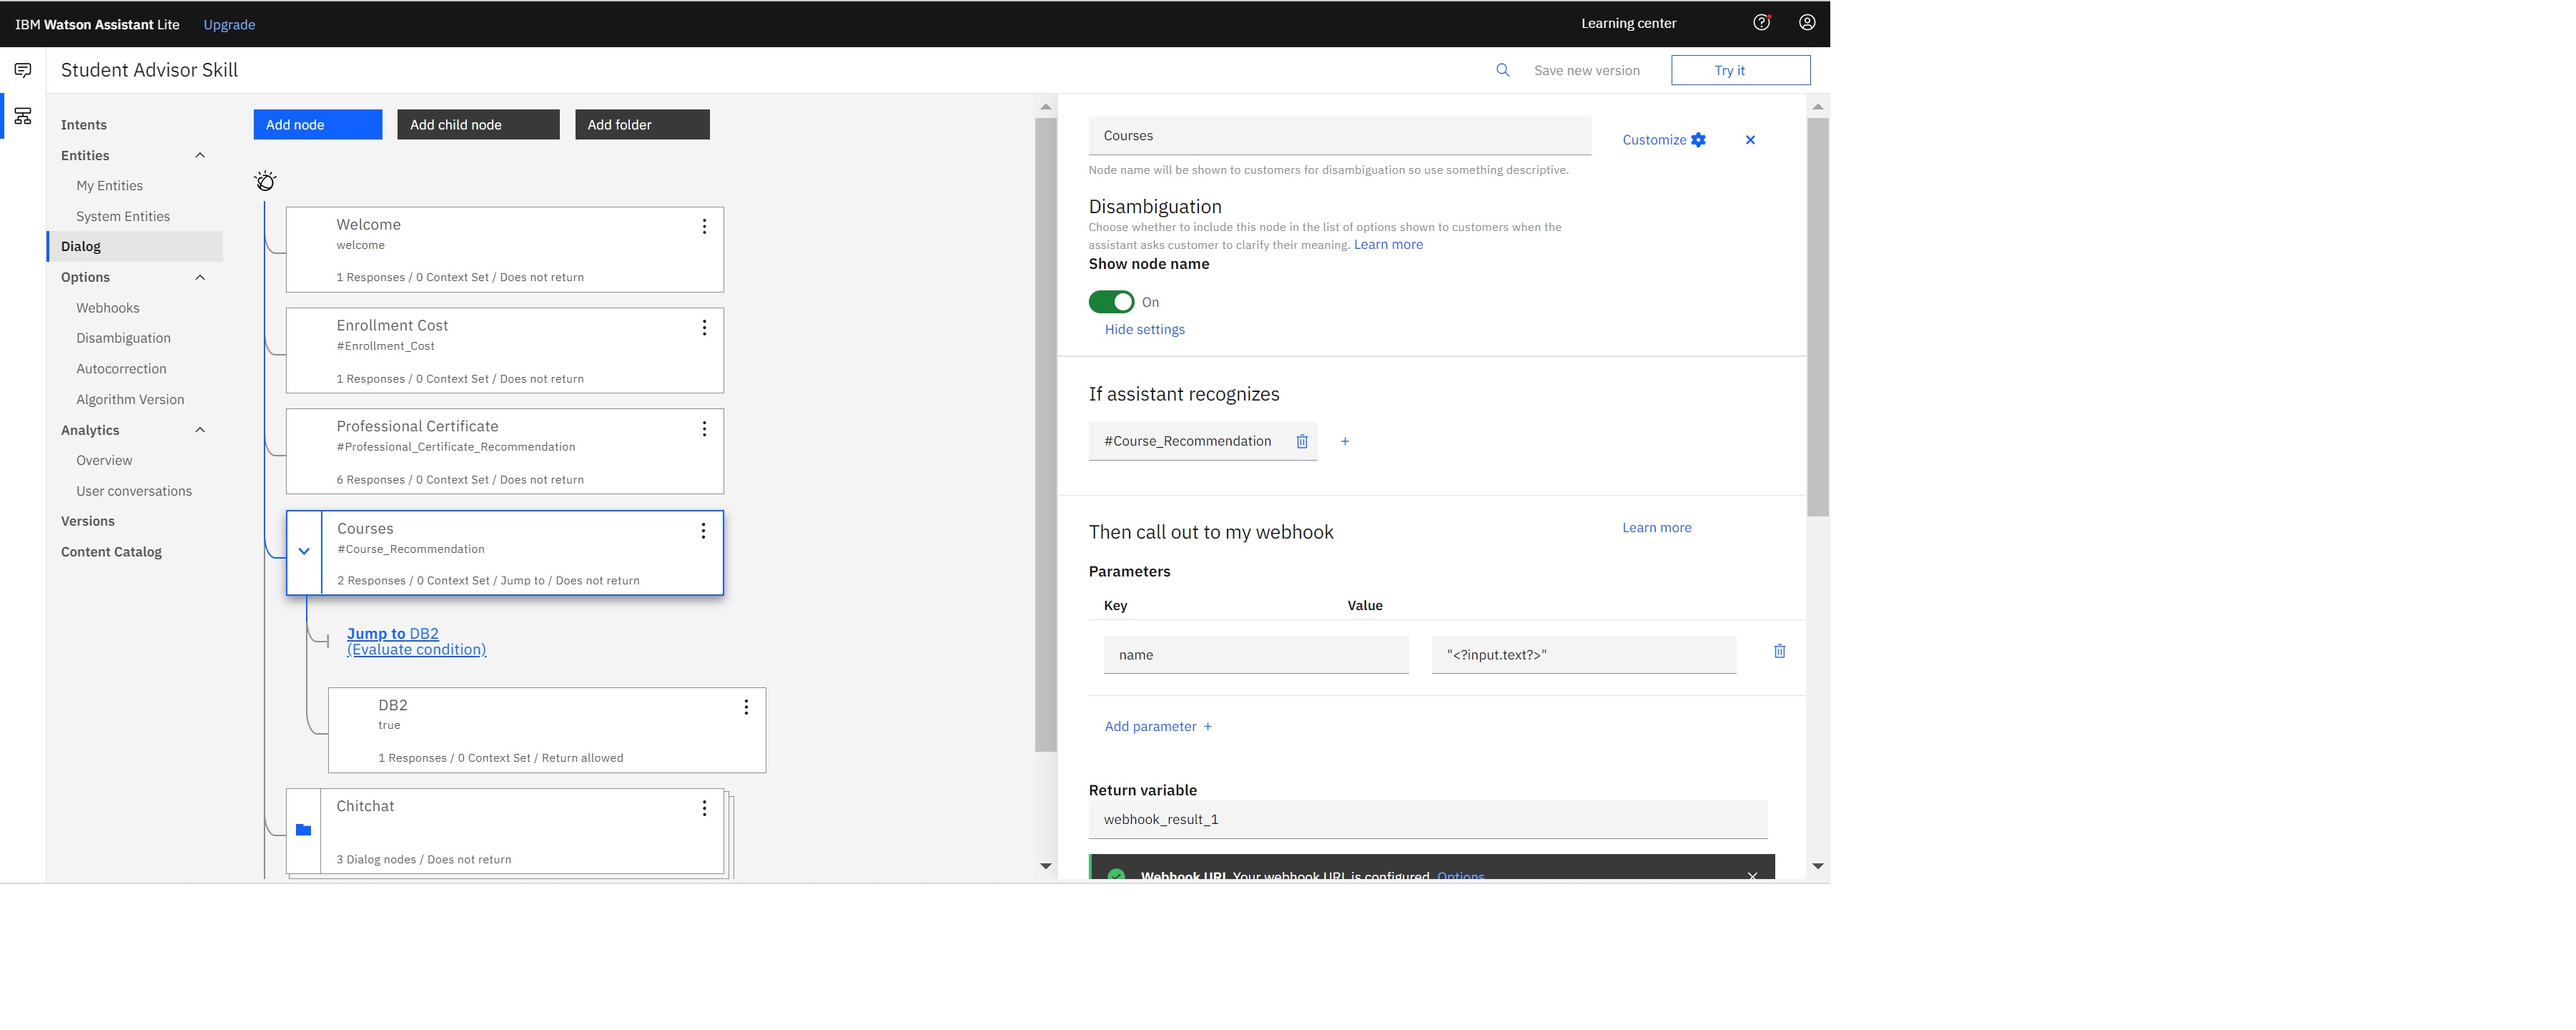 IBM Watson Assistant Lite Upgrade Learning center
Student Advisor Skill Save new version Try it
Intents
Entities
My Entities
System Entities
Dialog
Options
Webhooks
Disambiguation
Autocorrection
Algorithm Version
Analytics
Overview
User conversations
Versions
Content Catalog
Add node Add child node Add folder
Welcome
welcome
1 Responses / 0 Context Set / Does not return
Enrollment Cost
#Enrollment_Cost
1 Responses / 0 Context Set / Does not return
Professional Certificate
#Professional_Certificate_Recommendation
6 Responses / 0 Context Set / Does not return
Courses
#Course_Recommendation
2 Responses / 0 Context Set / Jump to / Does not return
Jump to DB2
(Evaluate condition)
DB2
true
1 Responses / 0 Context Set / Return allowed
Chitchat
3 Dialog nodes / Does not return
Courses
Customize
Node name will be shown to customers for disambiguation so use something descriptive.
Disambiguation
Choose whether to include this node in the list of options shown to customers when the
assistant asks customer to clarify their meaning. Learn more
Show node name
On
Hide settings
If assistant recognizes
#Course_Recommendation
Then call out to my webhook Learn more
Parameters
Key Value
name "<?input.text?>"
Add parameter +
Return variable
webhook_result_1
Webhook URL Your webhook URL is configured. Options